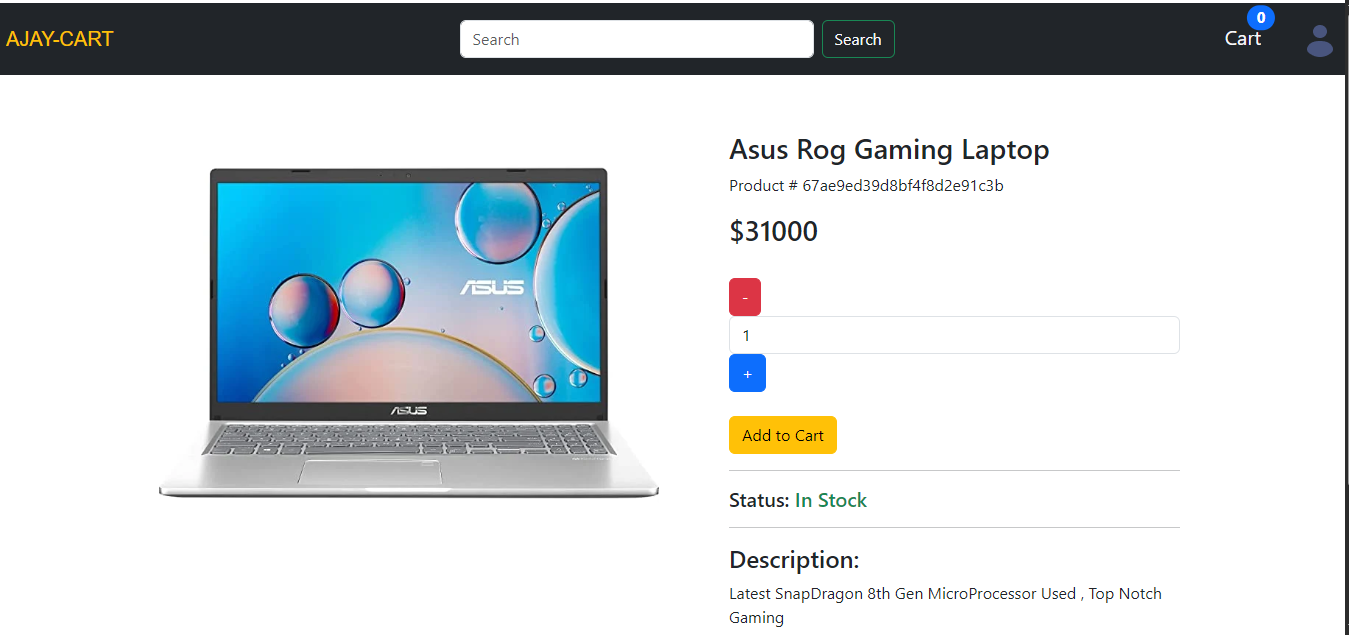 AJAY-CART
Search
Search
Cart
0
ASUS
ASUS
Asus Rog Gaming Laptop
Product # 67ae9ed39d8bf4f8d2e91c3b
$31000
-
1
+
Add to Cart
Status: In Stock
Description:
Latest SnapDragon 8th Gen MicroProcessor Used , Top Notch
Gaming